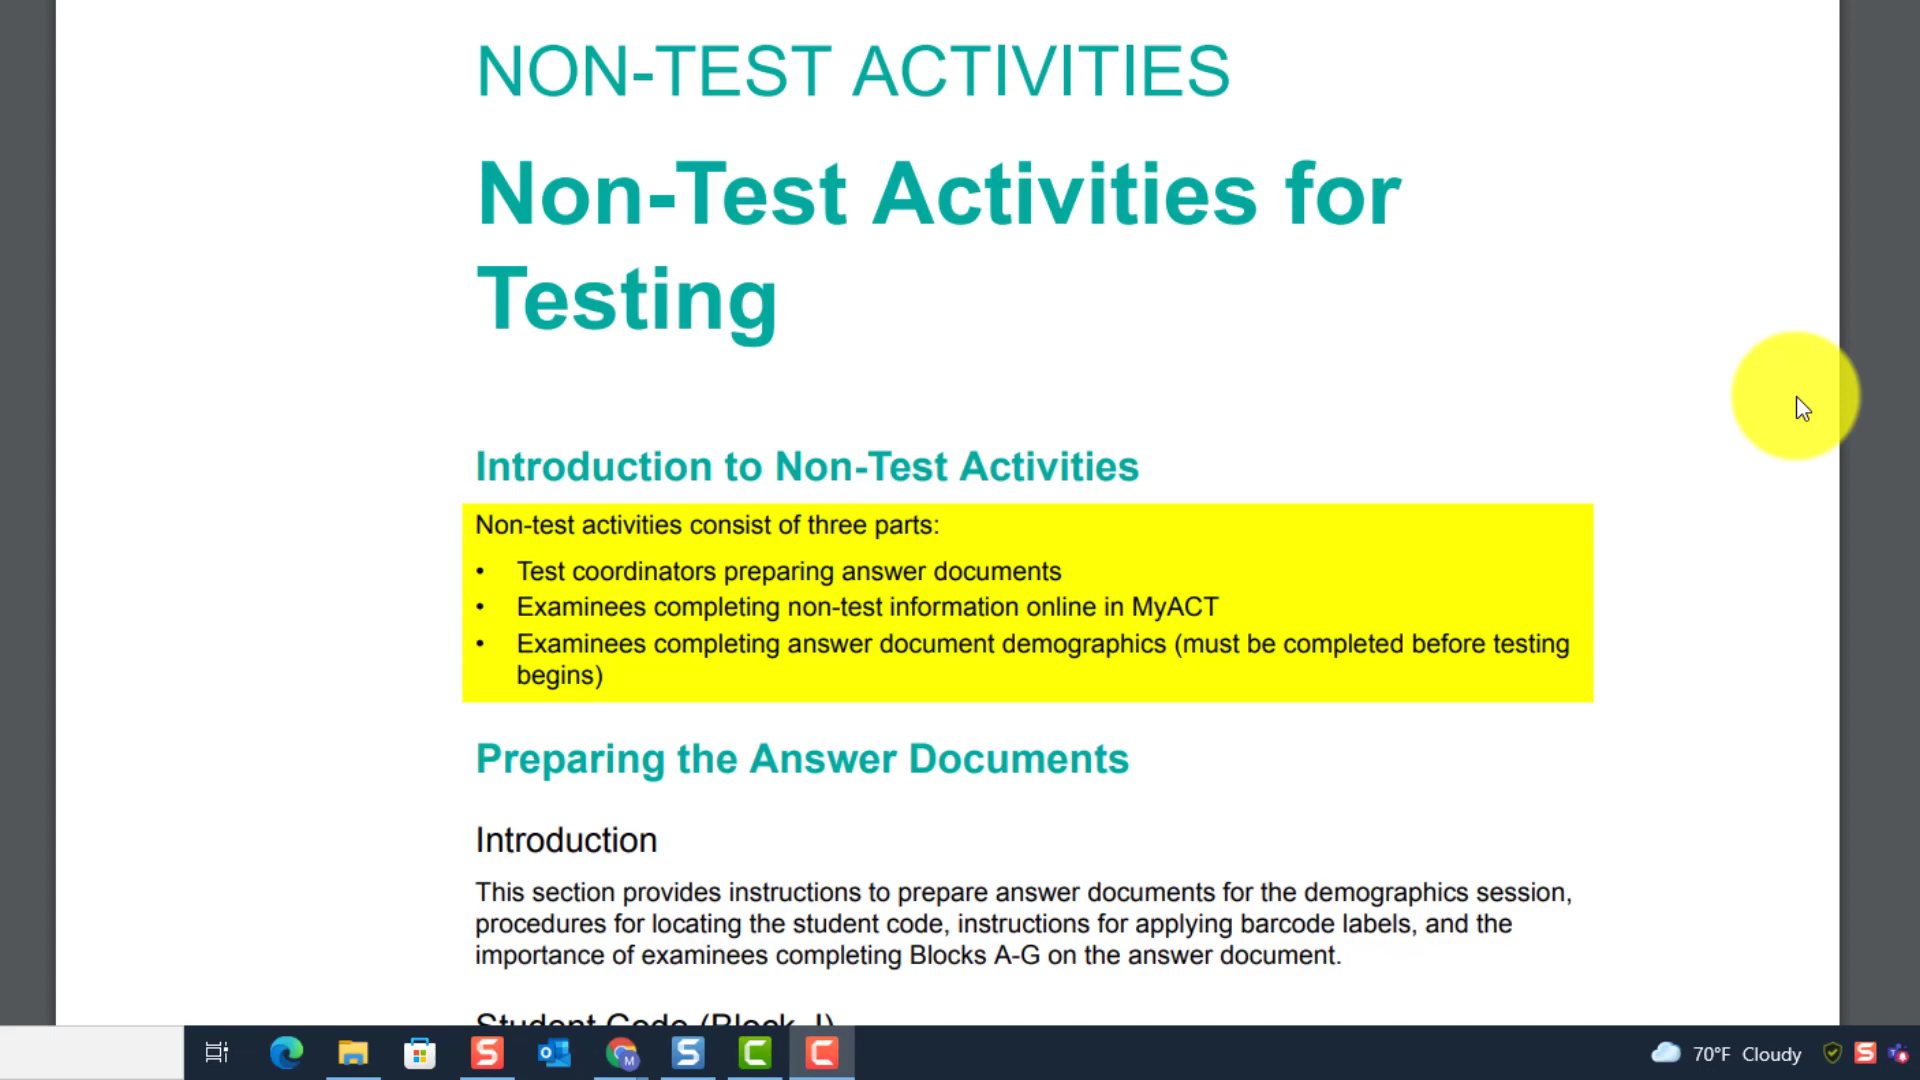 NON-TEST ACTIVITIES
Non-Test Activities for
Testing
Introduction to Non-Test Activities
Non-test activities consist of three parts:
• Test coordinators preparing answer documents
• Examinees completing non-test information online in MyACT
• Examinees completing answer document demographics (must be completed before testing
begins)
Preparing the Answer Documents
Introduction
This section provides instructions to prepare answer documents for the demographics session,
procedures for locating the student code, instructions for applying barcode labels, and the
importance of examinees completing Blocks A-G on the answer document.
Student Code (Block J)
70°F Cloudy